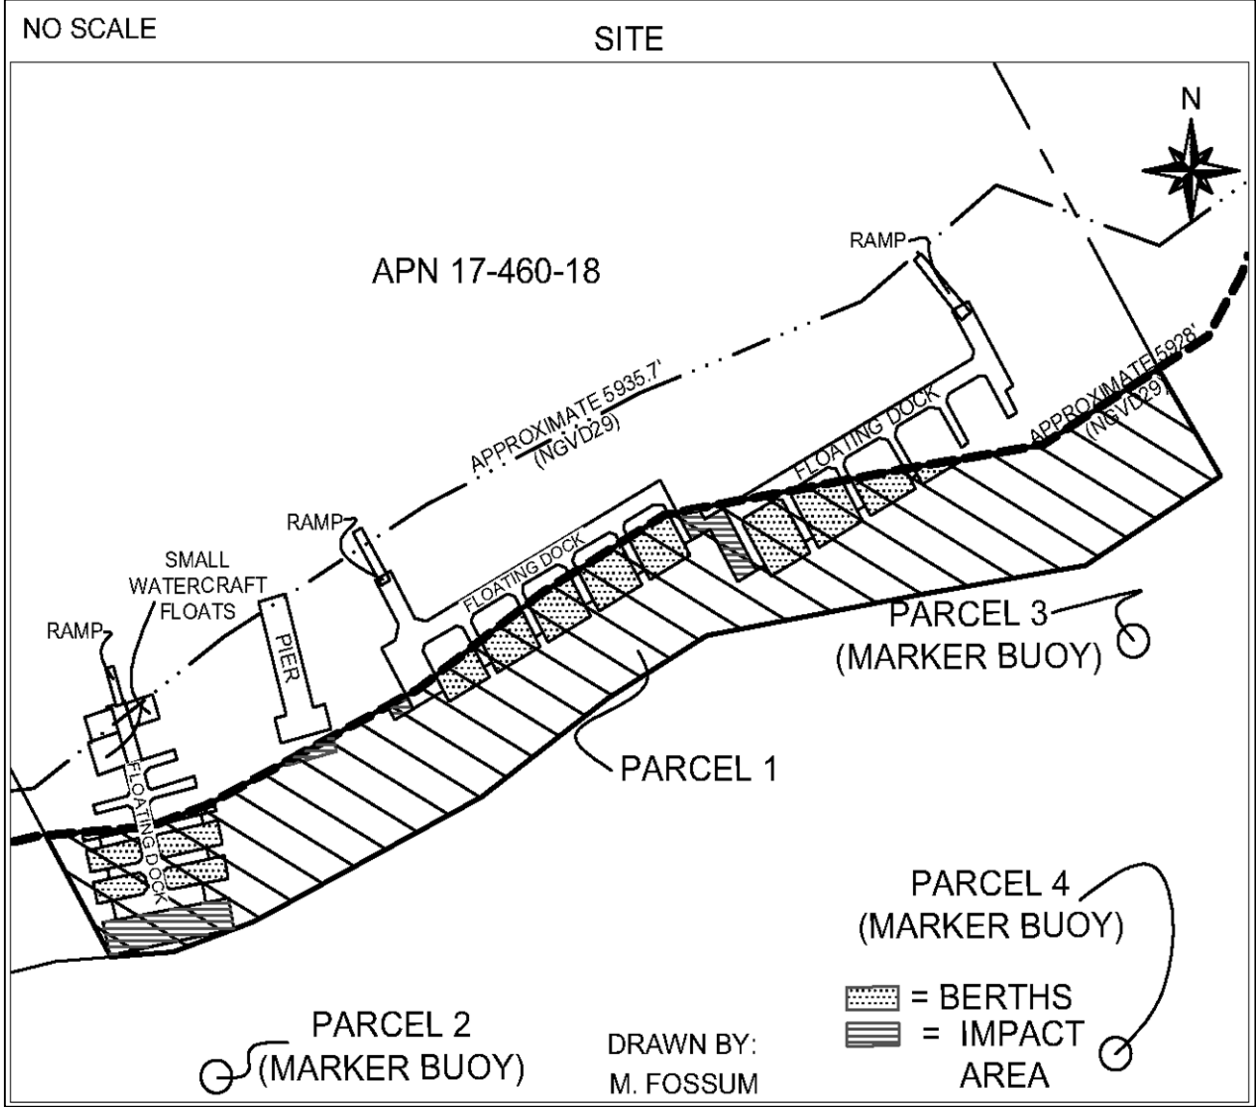 NO SCALE
SITE
N
RAMP
APN 17-460-18
APPROXIMATE 5928'
(NGVD29)
APPROXIMATE 5935.7'
(NGVD29)
FLOATING DOCK
RAMP
FLOATING DOCK
SMALL
WATERCRAFT
FLOATS
RAMP
PIER
PARCEL 3
(MARKER BUOY)
FLOATING DOCK
PARCEL 1
PARCEL 4
(MARKER BUOY)
= BERTHS
= IMPACT
AREA
PARCEL 2
(MARKER BUOY)
DRAWN BY:
M. FOSSUM